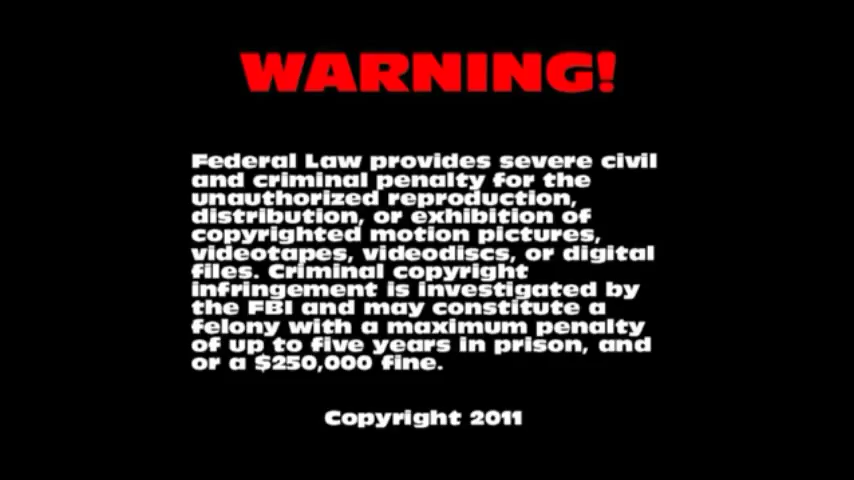 WARNING!
Federal Law provides severe civil
and criminal penalty for the
unauthorized reproduction,
distribution, or exhibition of
copyrighted motion pictures,
videotapes, videodiscs, or digital
files. Criminal copyright
infringement is investigated by
the FBI and may constitute a
felony with a maximum penalty
of up to five years in prison, and
or a $250,000 fine.
Copyright 2011